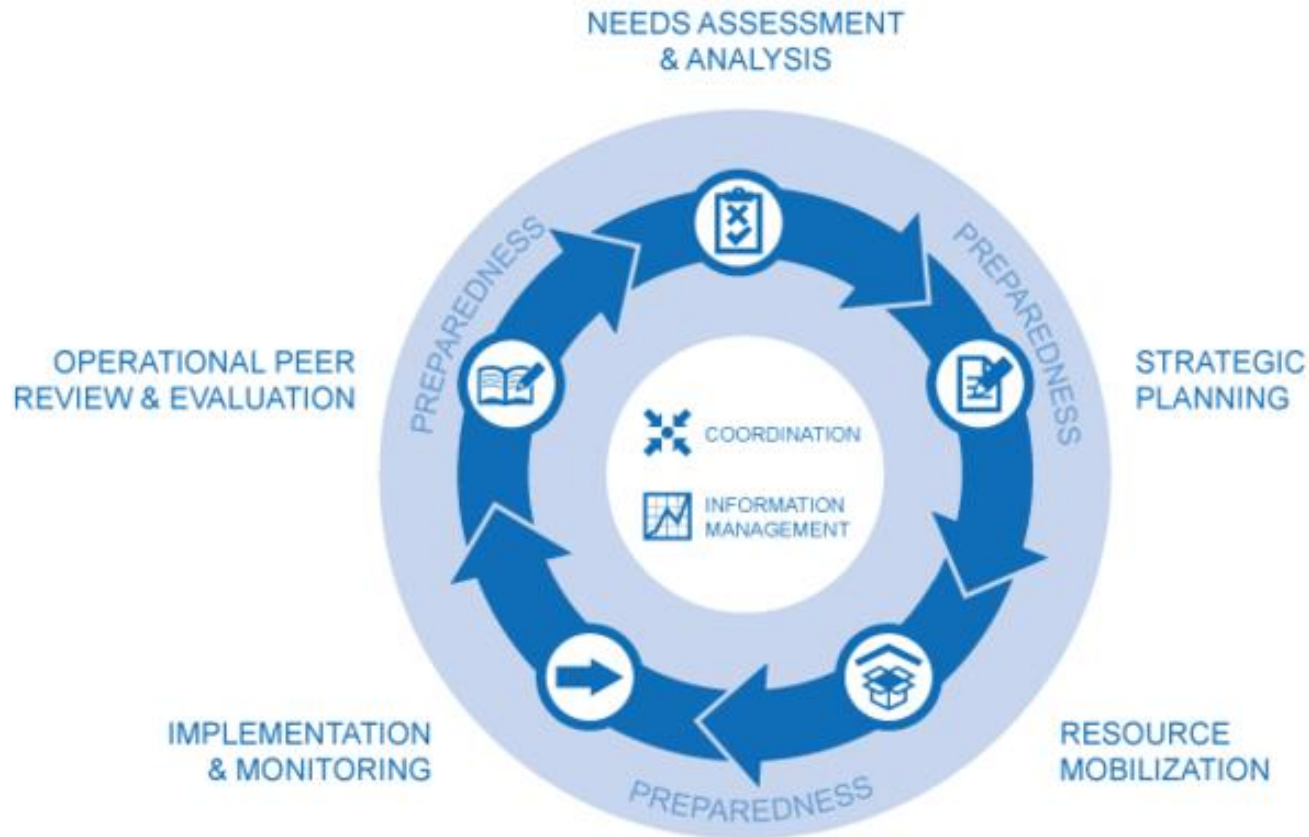 NEEDS ASSESSMENT
& ANALYSIS
PREPAREDNESS
PREPAREDNESS
OPERATIONAL PEER
REVIEW & EVALUATION
STRATEGIC
PLANNING
COORDINATION
INFORMATION
MANAGEMENT
IMPLEMENTATION
& MONITORING
RESOURCE
MOBILIZATION
PREPAREDNESS